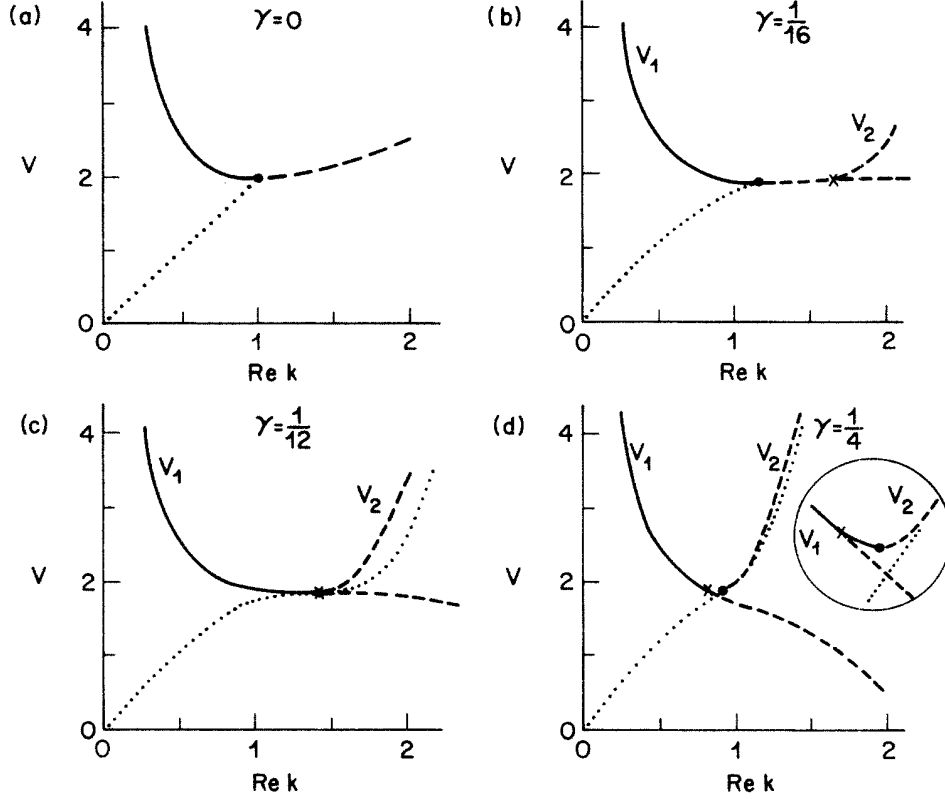 (a)
γ=0
4
2
0
V
0
1
2
Re k
(b)
γ=1/16
4
2
0
V
V₁
V₂
0
1
2
Re k
(c)
γ=1/12
4
2
0
V
V₁
V₂
0
1
2
Re k
(d)
γ=1/4
4
2
0
V
V₁
V₂
V₂
V₁
0
1
2
Re k